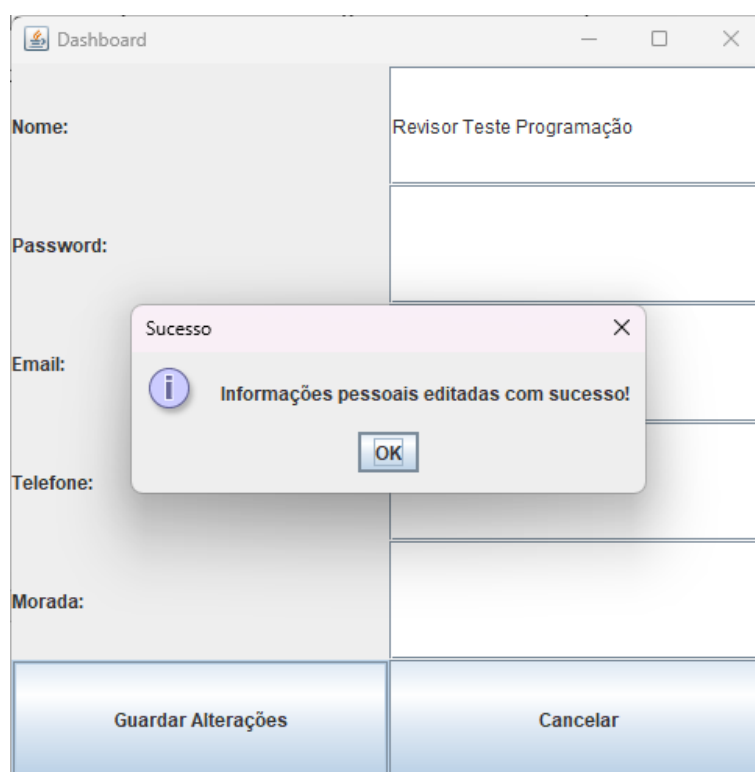 Dashboard
Nome:
Revisor Teste Programação
Password:
Sucesso
Email:
Informações pessoais editadas com sucesso!
OK
Telefone:
Morada:
Guardar Alterações
Cancelar